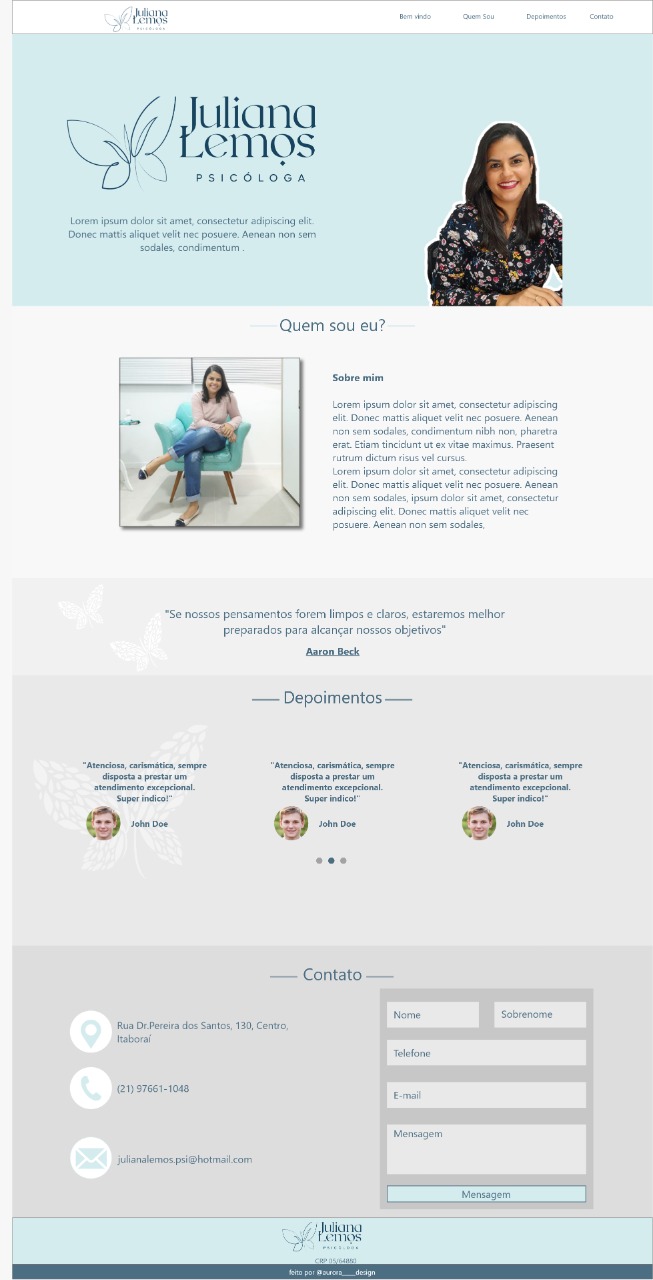 Juliana
Lemos
PSICÓLOGA
Bem vindo
Quem Sou
Depoimentos
Contato
Juliana
Lemos
PSICÓLOGA
Lorem ipsum dolor sit amet, consectetur adipiscing elit.
Donec mattis aliquet velit nec posuere. Aenean non sem
sodales, condimentum .
Quem sou eu?
Sobre mim
Lorem ipsum dolor sit amet, consectetur adipiscing
elit. Donec mattis aliquet velit nec posuere. Aenean
non sem sodales, condimentum nibh non, pharetra
erat. Etiam tincidunt ut ex vitae maximus. Praesent
rutrum dictum risus vel cursus.
Lorem ipsum dolor sit amet, consectetur adipiscing
elit. Donec mattis aliquet velit nec posuere. Aenean
non sem sodales, ipsum dolor sit amet, consectetur
adipiscing elit. Donec mattis aliquet velit nec
posuere. Aenean non sem sodales,
"Se nossos pensamentos forem limpos e claros, estaremos melhor
preparados para alcançar nossos objetivos"
Aaron Beck
Depoimentos
"Atenciosa, carismática, sempre
disposta a prestar um
atendimento excepcional.
Super indico!"
John Doe
"Atenciosa, carismática, sempre
disposta a prestar um
atendimento excepcional.
Super indico!"
John Doe
"Atenciosa, carismática, sempre
disposta a prestar um
atendimento excepcional.
Super indico!"
John Doe
Contato
Rua Dr.Pereira dos Santos, 130, Centro,
Itaboraí
(21) 97661-1048
julianalemos.psi@hotmail.com
Nome
Sobrenome
Telefone
E-mail
Mensagem
Mensagem
Juliana
Lemos
PSICÓLOGA
CRP 05/64880
feito por @aurora____design